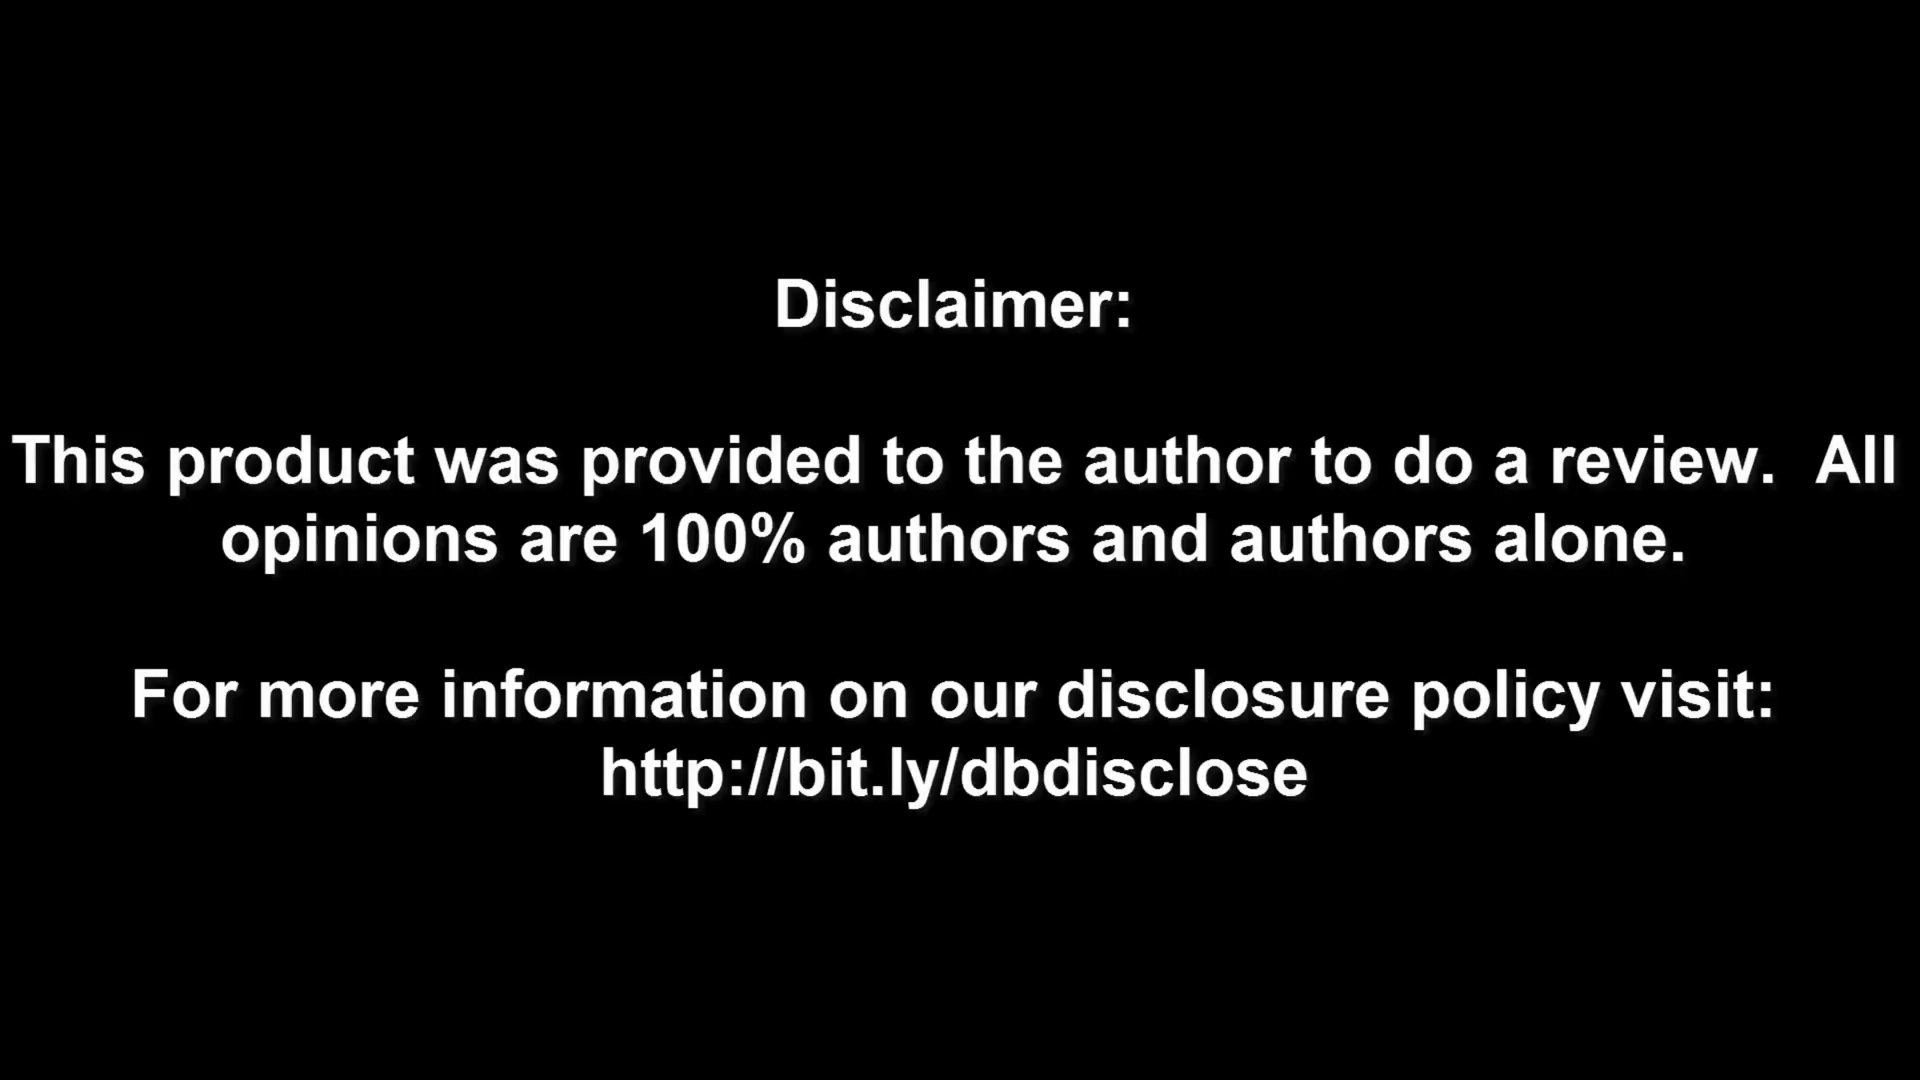 Disclaimer:
This product was provided to the author to do a review.  All
opinions are 100% authors and authors alone.
For more information on our disclosure policy visit:
http://bit.ly/dbdisclose